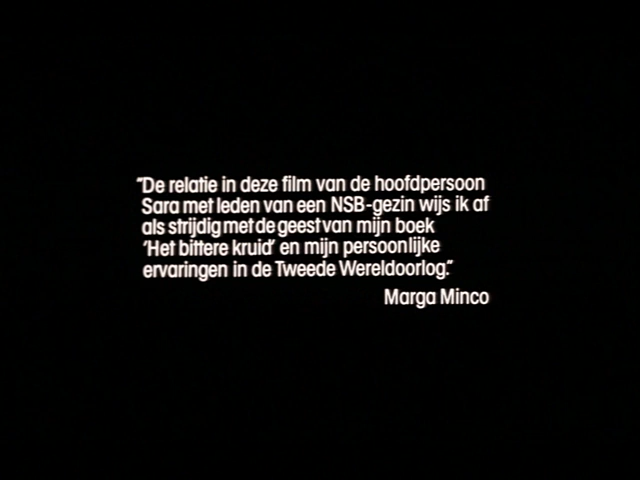 "De relatie in deze film van de hoofdpersoon
Sara met leden van een NSB-gezin wijs ik af
als strijdig met de geest van mijn boek
'Het bittere kruid' en mijn persoonlijke
ervaringen in de Tweede Wereldoorlog."
Marga Minco